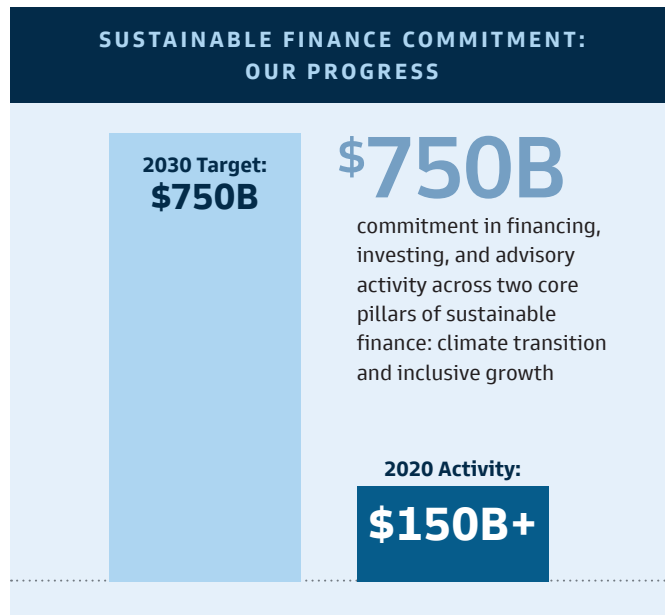 SUSTAINABLE FINANCE COMMITMENT:
OUR PROGRESS
2030 Target:
$750B
$750B
commitment in financing,
investing, and advisory
activity across two core
pillars of sustainable
finance: climate transition
and inclusive growth
2020 Activity:
$150B+